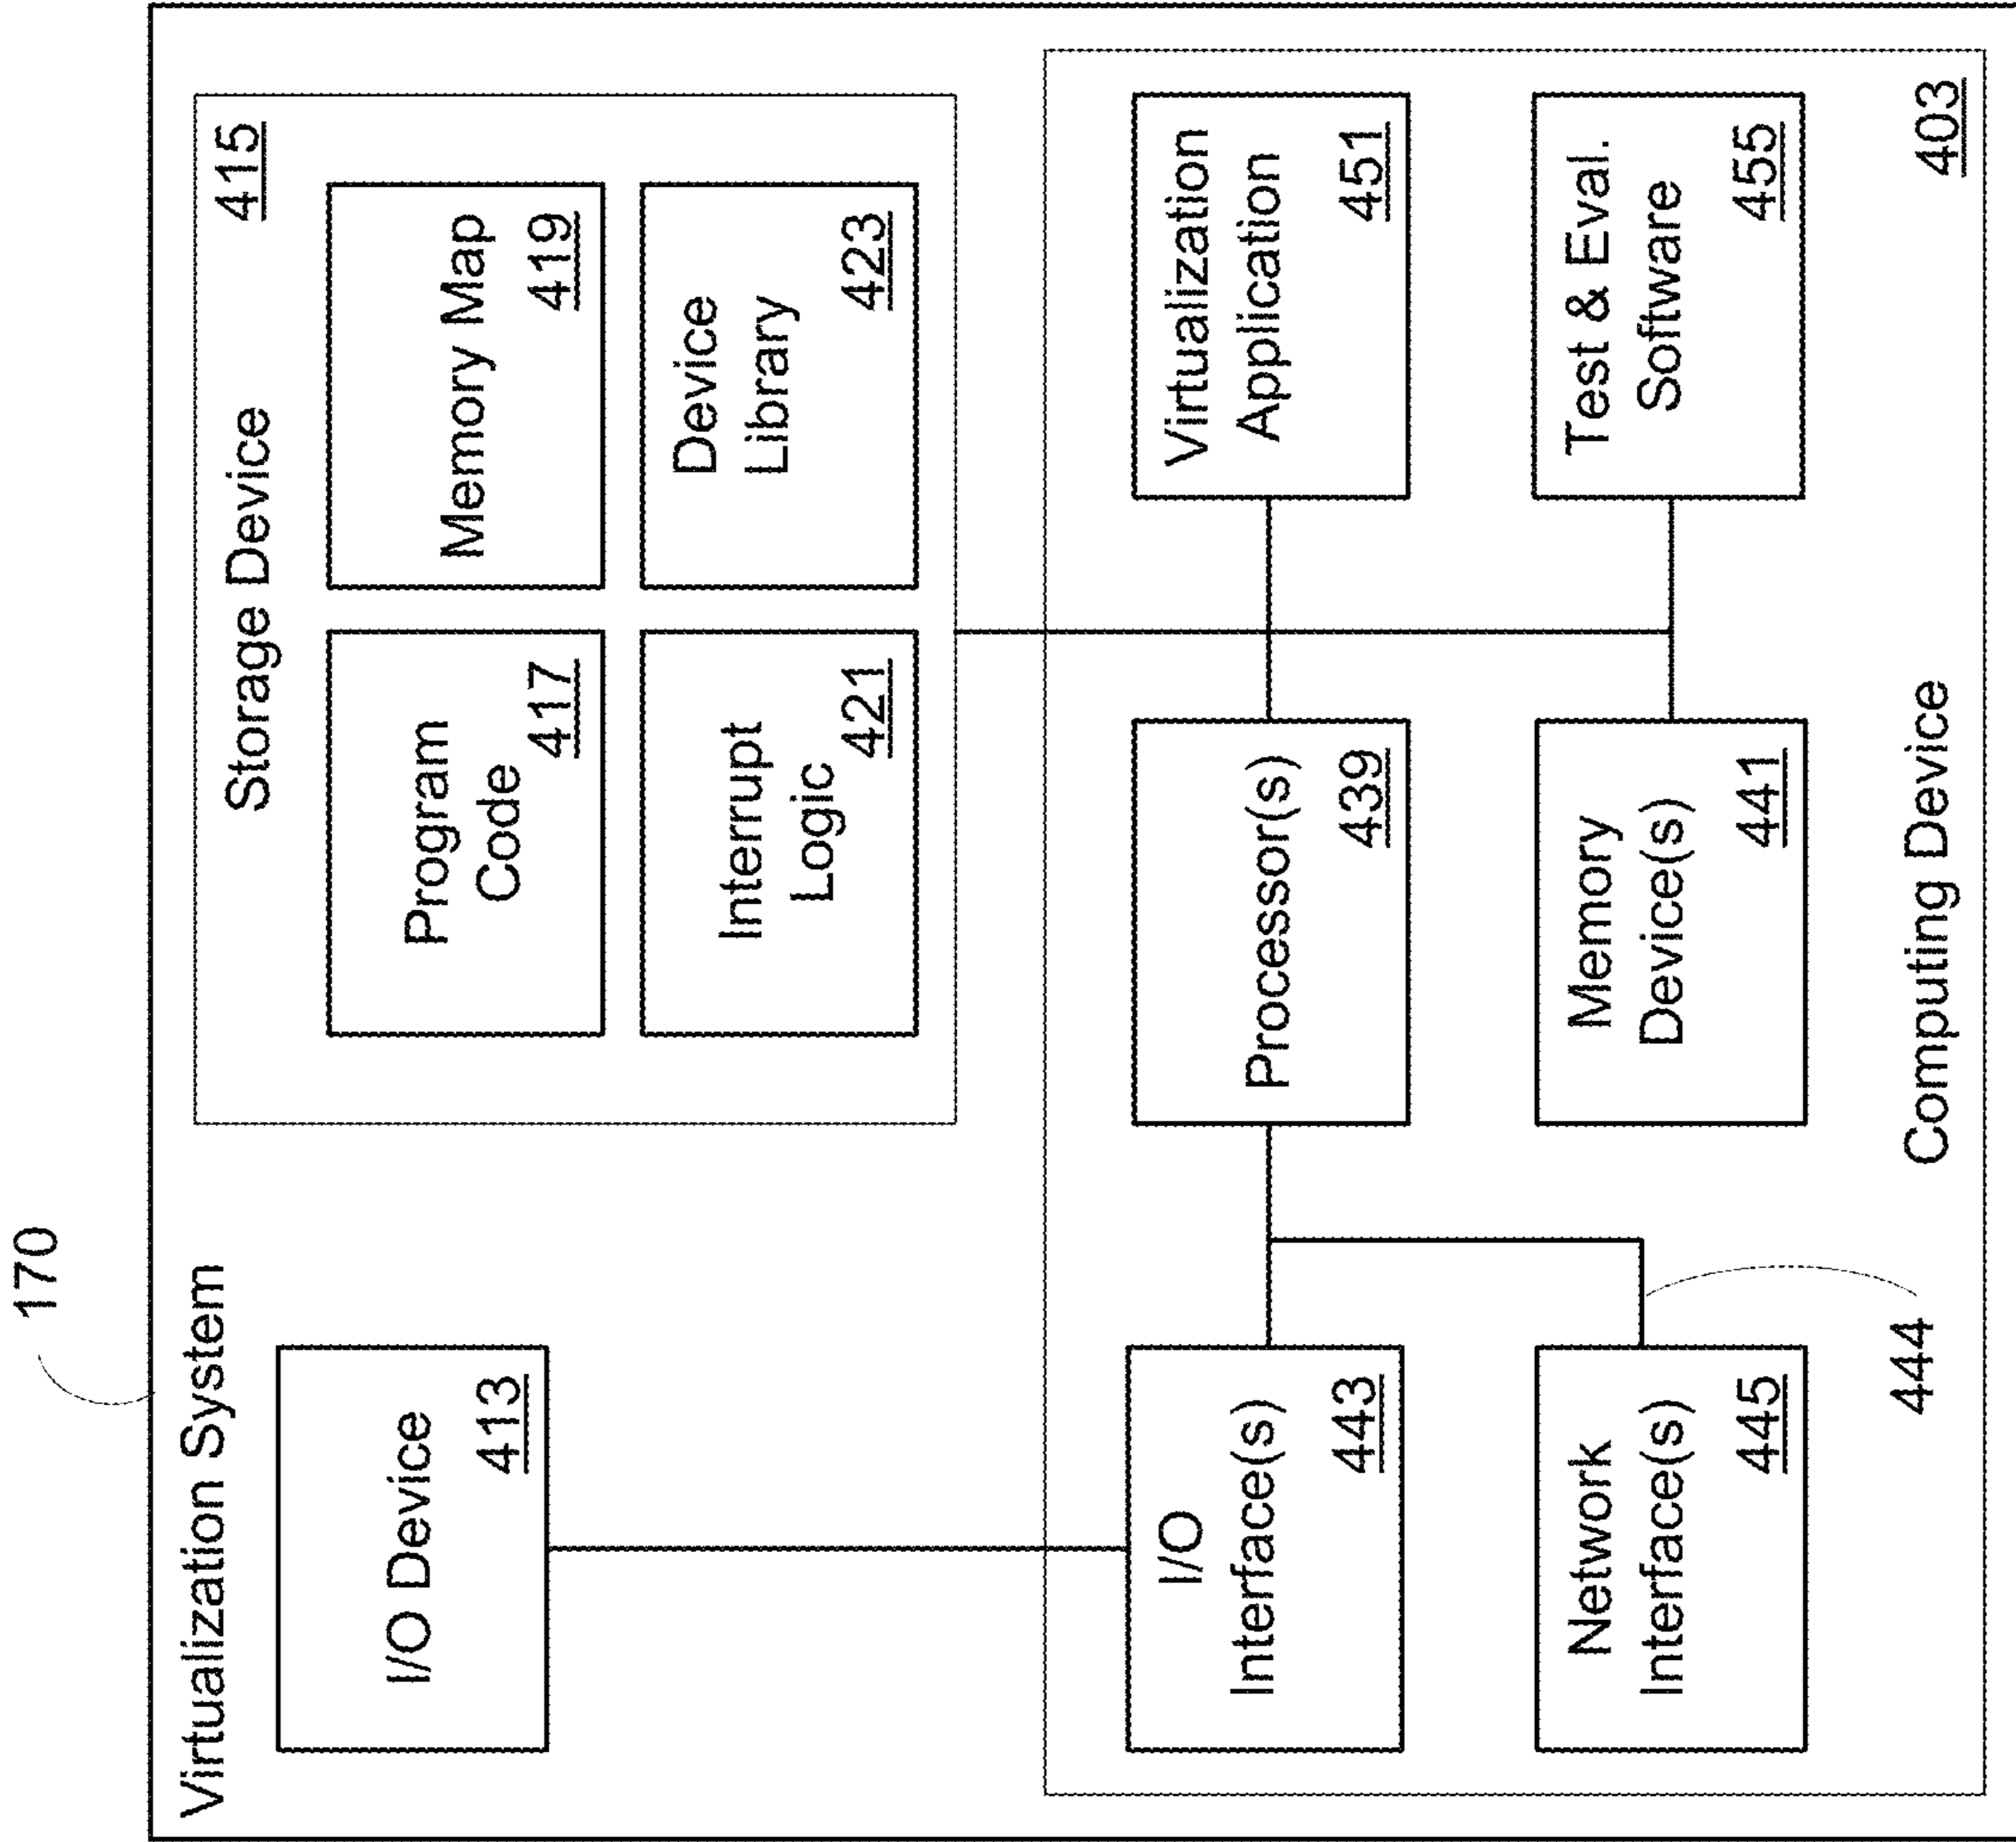 170
Virtualization System
I/O Device
413
Storage Device
415
Program
Code
417
Memory Map
419
Interrupt
Logic
421
Device
Library
423
I/O
Interface(s)
443
Processor(s)
439
Virtualization
Application
451
Network
Interface(s)
445
Memory
Device(s)
441
Test & Eval.
Software
455
444
Computing Device
403